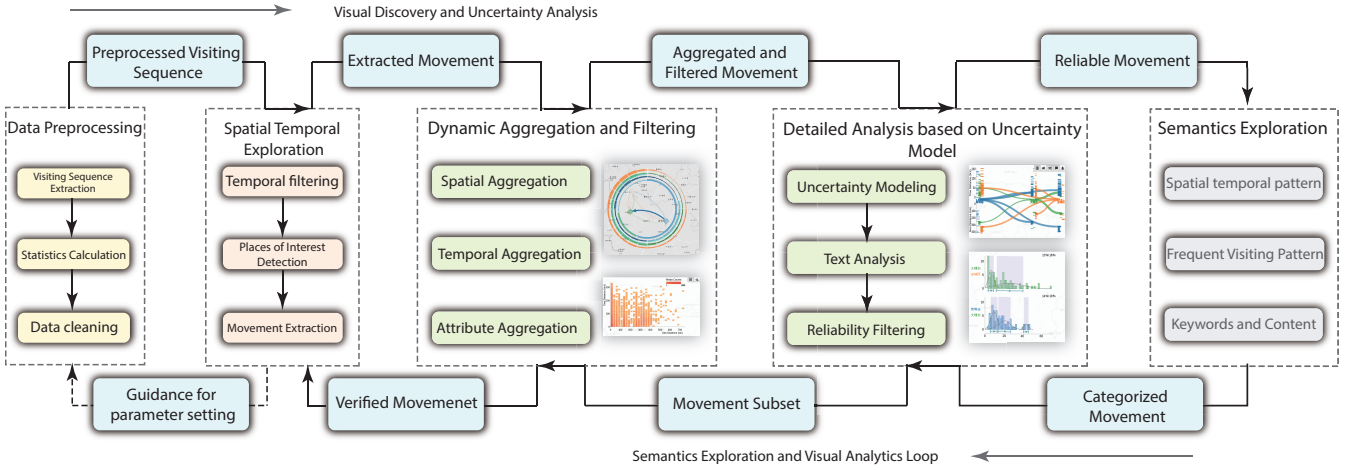 Visual Discovery and Uncertainty Analysis
Preprocessed Visiting
Sequence
Extracted Movement
Aggregated and
Filtered Movement
Reliable Movement
Data Preprocessing
Visiting Sequence
Extraction
Statistics Calculation
Data cleaning
Spatial Temporal
Exploration
Temporal filtering
Places of Interest
Detection
Movement Extraction
Dynamic Aggregation and Filtering
Spatial Aggregation
Temporal Aggregation
Attribute Aggregation
Detailed Analysis based on Uncertainty
Model
Uncertainty Modeling
Text Analysis
Reliability Filtering
Semantics Exploration
Spatial temporal pattern
Frequent Visiting Pattern
Keywords and Content
Guidance for
parameter setting
Verified Movemenet
Movement Subset
Categorized
Movement
Semantics Exploration and Visual Analytics Loop